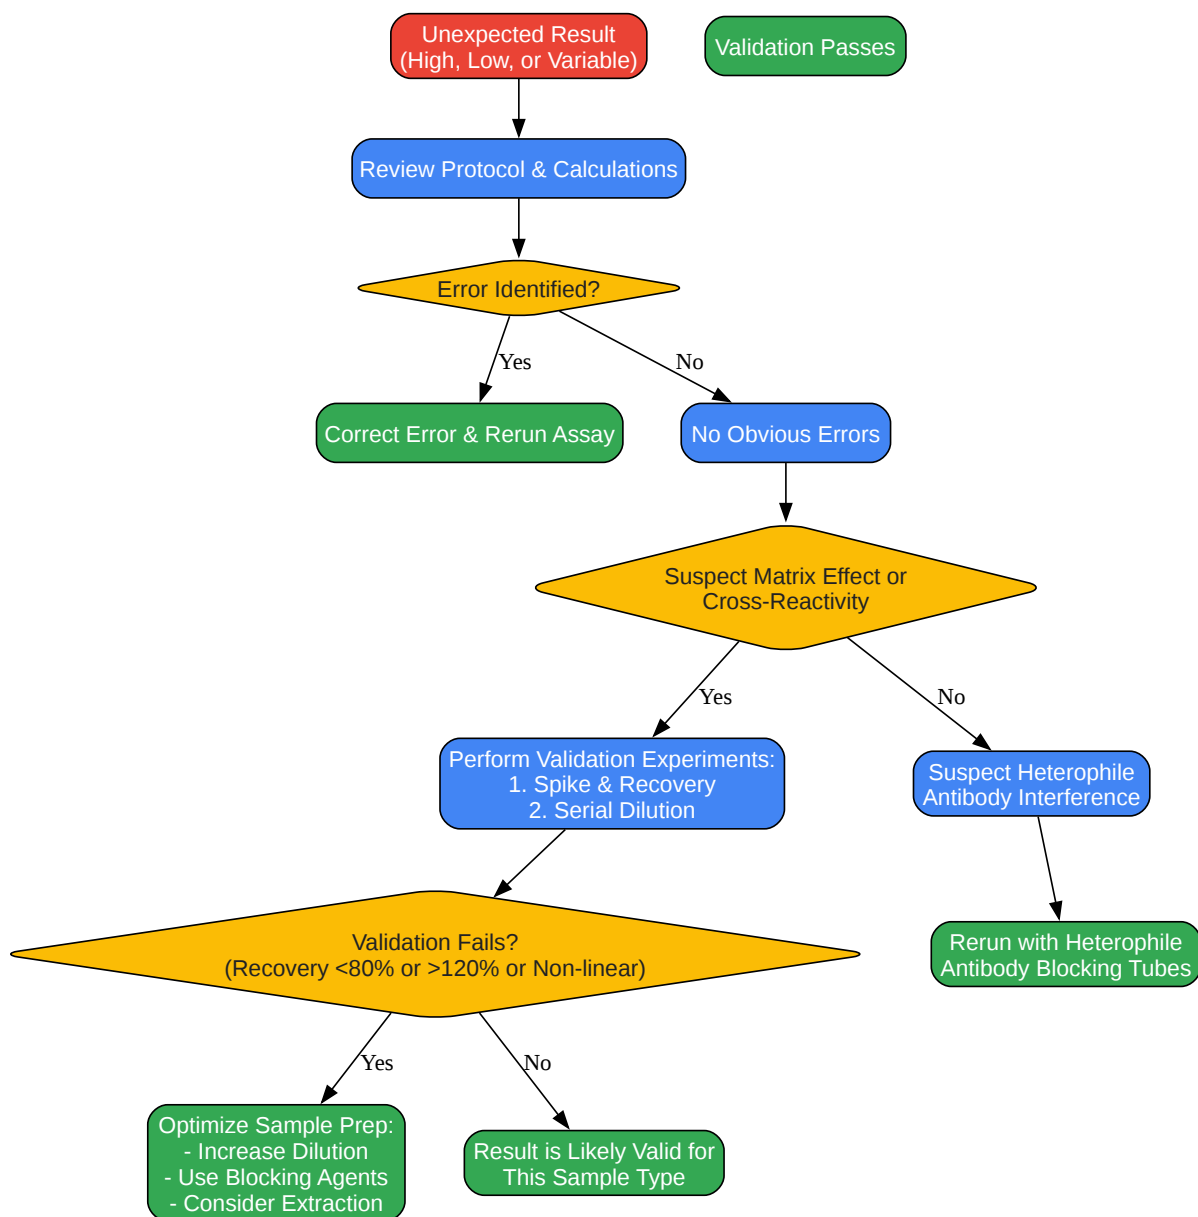 Unexpected Result
(High, Low, or Variable)
Validation Passes
Review Protocol & Calculations
Error Identified?
Yes
No
Correct Error & Rerun Assay
No Obvious Errors
Suspect Matrix Effect or
Cross-Reactivity
Yes
No
Perform Validation Experiments:
1. Spike & Recovery
2. Serial Dilution
Suspect Heterophile
Antibody Interference
Validation Fails?
(Recovery <80% or >120% or Non-linear)
Rerun with Heterophile
Antibody Blocking Tubes
Yes
No
Optimize Sample Prep:
- Increase Dilution
- Use Blocking Agents
- Consider Extraction
Result is Likely Valid for
This Sample Type